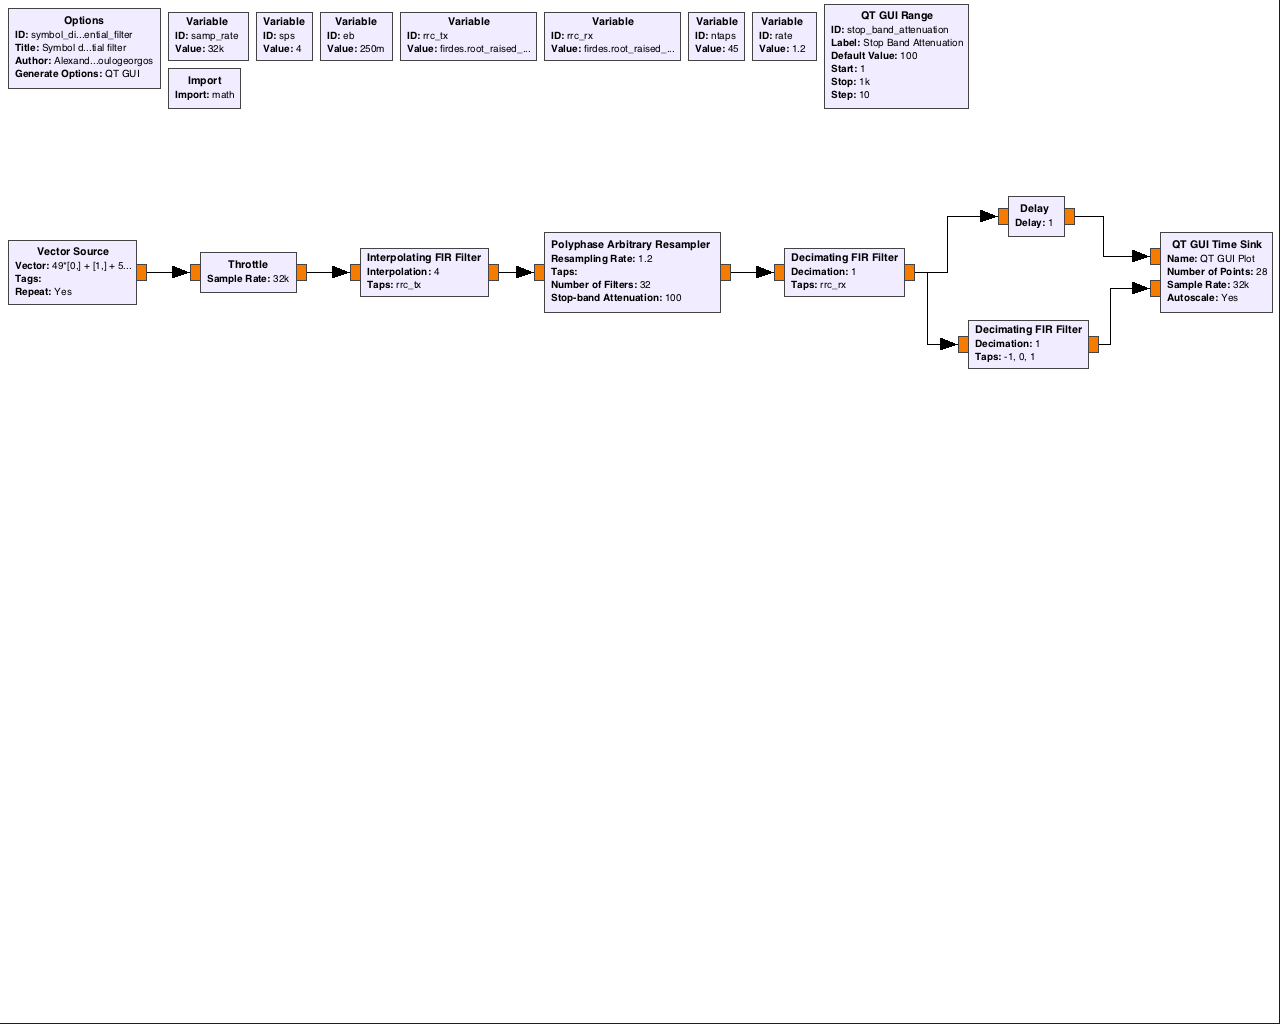 Options
ID: symbol_di...ential_filter
Title: Symbol d...tial filter
Author: Alexand...oulogeorgos
Generate Options: QT GUI
Variable
ID: samp_rate
Value: 32k
Variable
ID: sps
Value: 4
Variable
ID: eb
Value: 250m
Variable
ID: rrc_tx
Value: firdes.root_raised_...
Variable
ID: rrc_rx
Value: firdes.root_raised_...
Variable
ID: ntaps
Value: 45
Variable
ID: rate
Value: 1.2
QT GUI Range
ID: stop_band_attenuation
Label: Stop Band Attenuation
Default Value: 100
Start: 1
Stop: 1k
Step: 10
Import
Import: math
Vector Source
Vector: 49*[0,] + [1,] + 5...
Tags:
Repeat: Yes
Throttle
Sample Rate: 32k
Interpolating FIR Filter
Interpolation: 4
Taps: rrc_tx
Polyphase Arbitrary Resampler
Resampling Rate: 1.2
Taps:
Number of Filters: 32
Stop-band Attenuation: 100
Decimating FIR Filter
Decimation: 1
Taps: rrc_rx
Delay
Delay: 1
Decimating FIR Filter
Decimation: 1
Taps: -1, 0, 1
QT GUI Time Sink
Name: QT GUI Plot
Number of Points: 28
Sample Rate: 32k
Autoscale: Yes